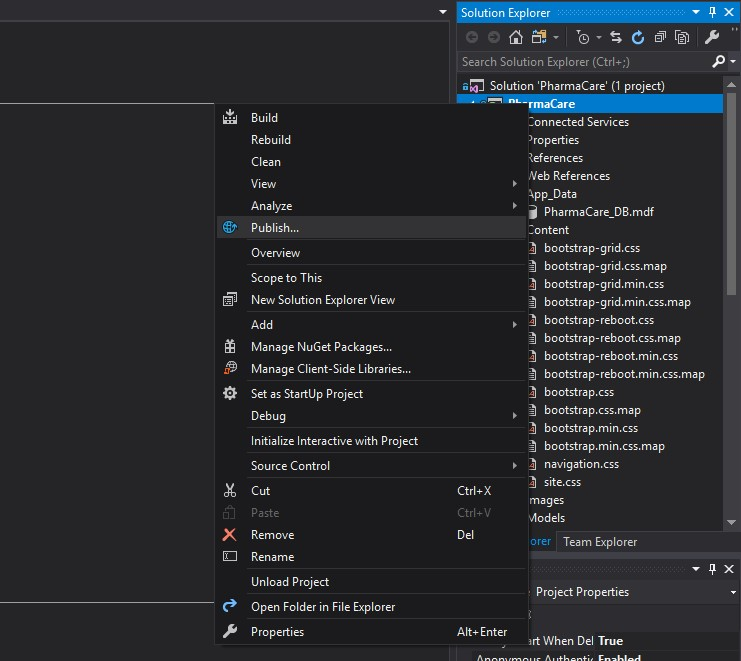 Solution Explorer
Search Solution Explorer (Ctrl+;)
Solution 'PharmaCare' (1 project)
PharmaCare
Connected Services
Properties
References
Web References
App_Data
PharmaCare_DB.mdf
Content
bootstrap-grid.css
bootstrap-grid.css.map
bootstrap-grid.min.css
bootstrap-grid.min.css.map
bootstrap-reboot.css
bootstrap-reboot.css.map
bootstrap-reboot.min.css
bootstrap-reboot.min.css.map
bootstrap.css
bootstrap.css.map
bootstrap.min.css
bootstrap.min.css.map
navigation.css
site.css
mages
Models
orer Team Explorer
Project Properties
art When Del True
Anonymous Authentic Enabled
Build
Rebuild
Clean
View
Analyze
Publish...
Overview
Scope to This
New Solution Explorer View
Add
Manage NuGet Packages...
Manage Client-Side Libraries...
Set as StartUp Project
Debug
Initialize Interactive with Project
Source Control
Cut Ctrl+X
Paste Ctrl+V
Remove Del
Rename
Unload Project
Open Folder in File Explorer
Properties Alt+Enter